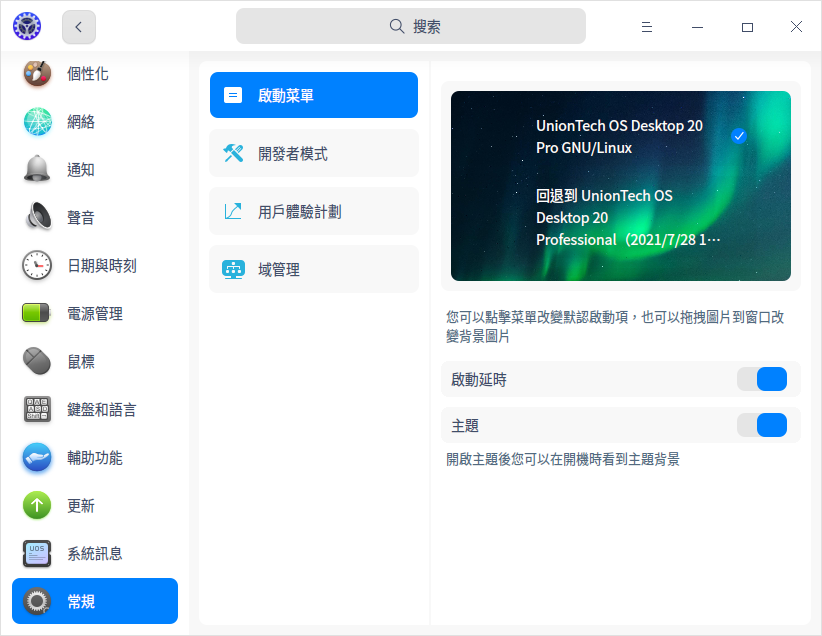 搜索
個性化
網絡
通知
聲音
日期與時刻
電源管理
鼠標
鍵盤和語言
輔助功能
更新
系統訊息
常規
啟動菜單
開發者模式
用戶體驗計劃
域管理
UnionTech OS Desktop 20
Pro GNU/Linux
回退到 UnionTech OS
Desktop 20
Professional（2021/7/28 1…
您可以點擊菜單改變默認啟動項，也可以拖拽圖片到窗口改
變背景圖片
啟動延時
主題
開啟主題後您可以在開機時看到主題背景
UOS